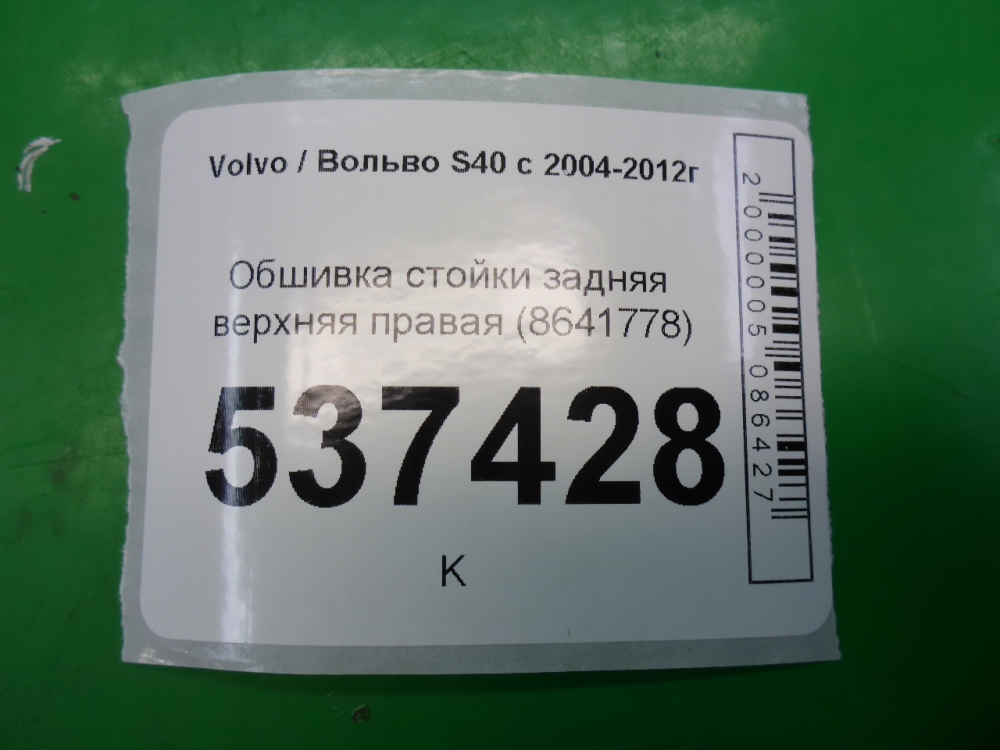 Volvo / Вольво S40 с 2004-2012г
Обшивка стойки задняя
верхняя правая (8641778)
537428
К
2000005086427